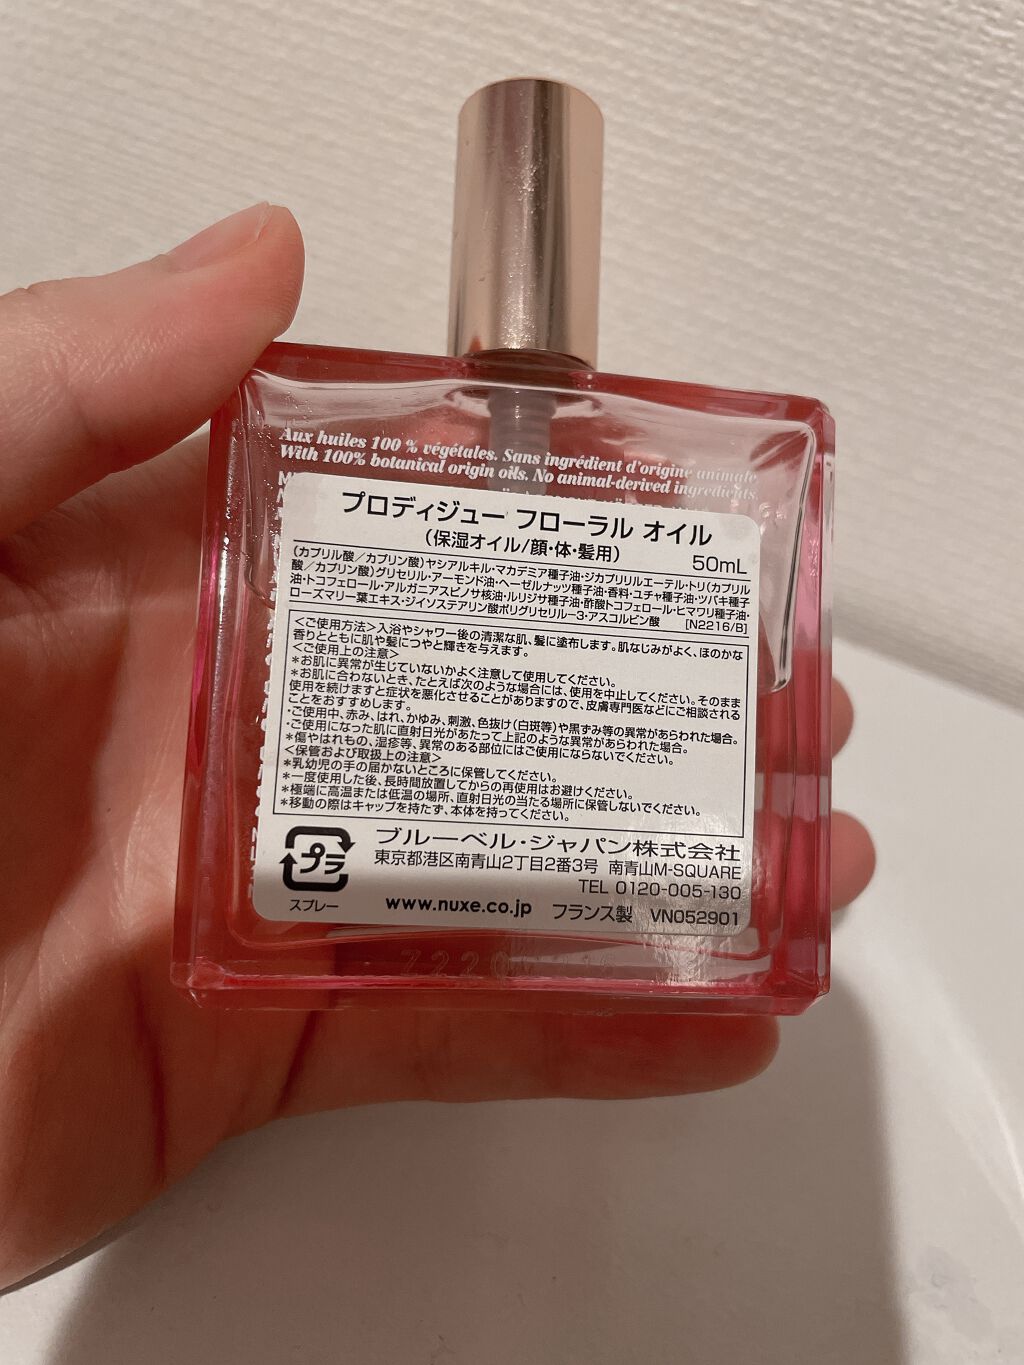 Aux huiles 100 % végétales. Sans ingrédient d'origine animale
With 100% botanical origin oils. No animal-derived ingredients.
プロディジュー フローラル オイル
(保湿オイル/顔・体・髪用)
50mL
(カプリル酸/カプリン酸)ヤシアルキル・マカデミア種子油・ジカプリリルエーテル・トリ(カプリル
酸/カプリン酸)グリセリル・アーモンド油・ヘーゼルナッツ種子油・香料・ユチャ種子油・ツバキ種子
油・トコフェロール・アルガニアスピノサ核油・ルリジサ種子油・酢酸トコフェロール・ヒマワリ種子油・
ローズマリー葉エキス・ジイソステアリン酸ポリグリセリル-3・アスコルビン酸 [N2216/B]
<ご使用方法>入浴やシャワー後の清潔な肌、髪に塗布します。肌なじみがよく、ほのかな
香りとともに肌や髪につやと輝きを与えます。
<ご使用上の注意>
*お肌に異常が生じていないかよく注意して使用してください。
*お肌に合わないとき、たとえば次のような場合には、使用を中止してください。そのまま
使用を続けますと症状を悪化させることがありますので、皮膚専門医などにご相談される
ことをおすすめします。
・ご使用中、赤み、はれ、かゆみ、刺激、色抜け(白斑等)や黒ずみ等の異常があらわれた場合。
・ご使用になった肌に直射日光があたって上記のような異常があらわれた場合。
*傷やはれもの、湿疹等、異常のある部位にはご使用にならないでください。
<保管および取扱上の注意>
*乳幼児の手の届かないところに保管してください。
*一度使用した後、長時間放置してからの再使用はお避けください。
*極端に高温または低温の場所、直射日光の当たる場所に保管しないでください。
*移動の際はキャップを持たず、本体を持ってください。
プラ
スプレー
ブルーベル・ジャパン株式会社
東京都港区南青山2丁目2番3号 南青山M-SQUARE
TEL 0120-005-130
www.nuxe.co.jp フランス製 VN052901